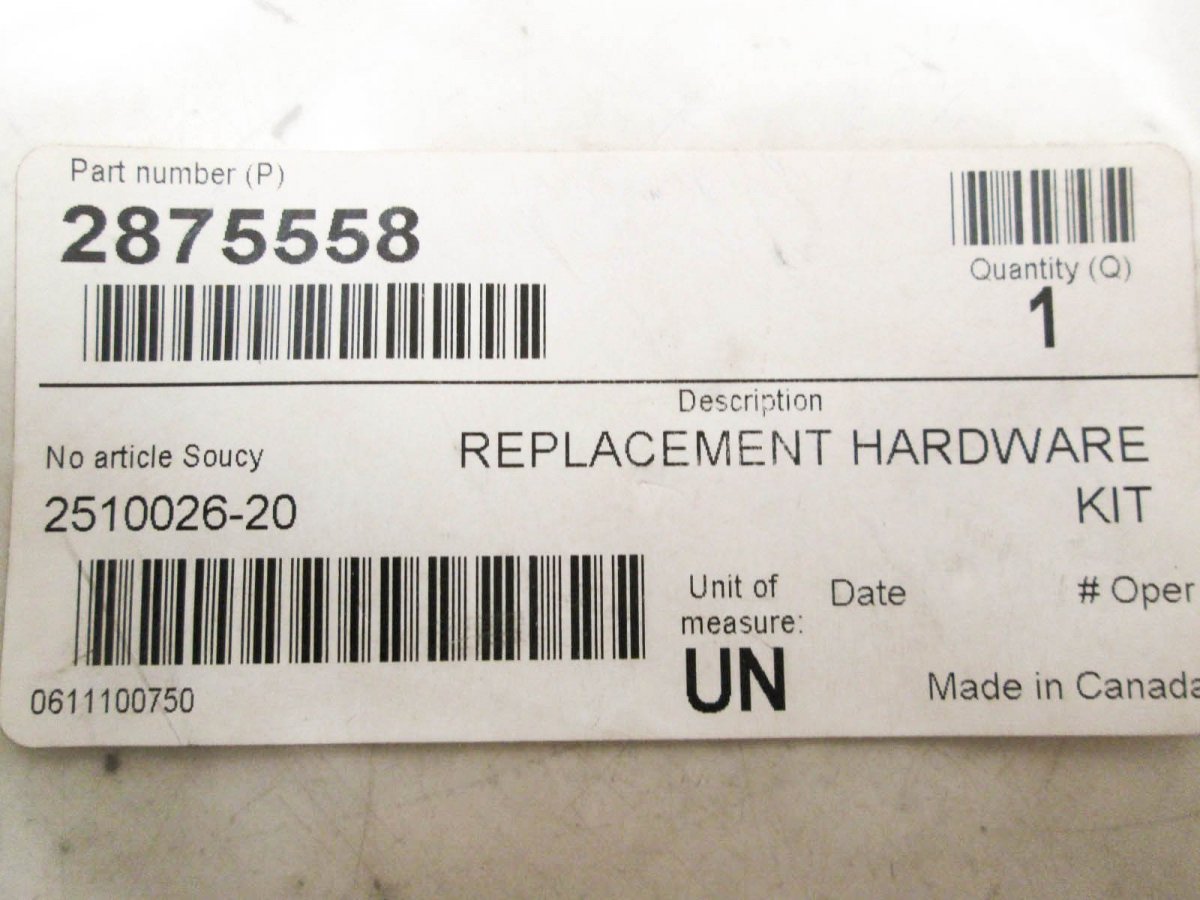 Part number (P)
2875558
Quantity (Q)
1
Description
REPLACEMENT HARDWARE
KIT
No article Soucy
2510026-20
Unit of
measure:
UN
Date
# Oper
Made in Canada
0611100750